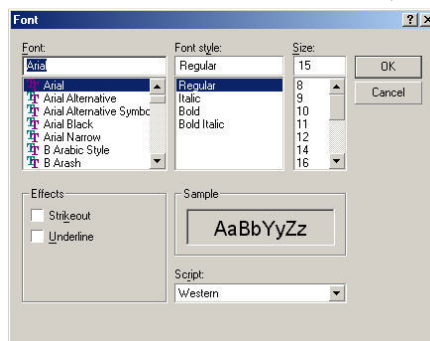 Font
Font:
Arial
Arial
Arial Alternative
Arial Alternative Symbc
Arial Black
Arial Narrow
B Arabic Style
B Arash
Font style:
Regular
Regular
Italic
Bold
Bold Italic
Size:
15
8
9
10
11
12
14
16
OK
Cancel
Effects
Strikeout
Underline
Sample
AaBbYyZz
Script:
Western